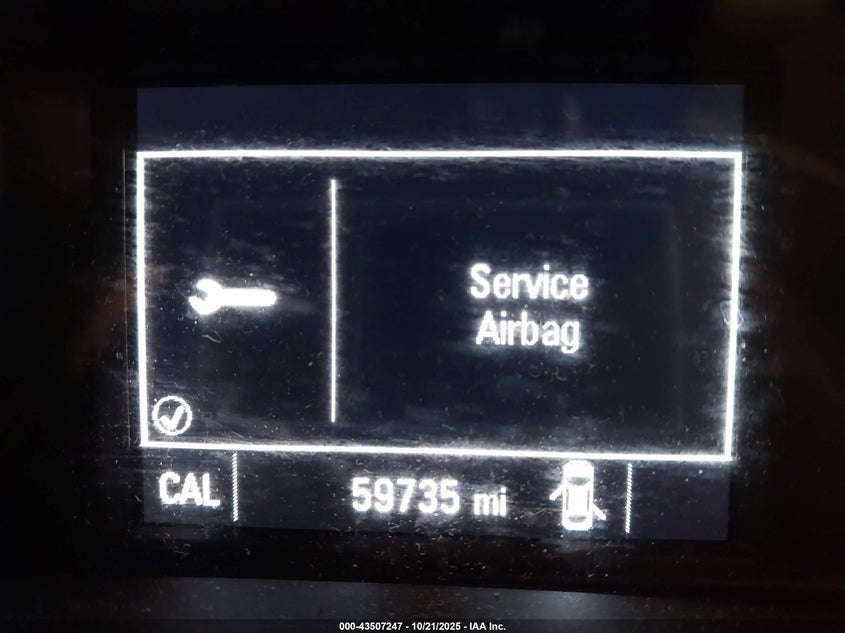 Service
Airbag
CAL
59735 mi
000-43507247 - 10/21/2025 - IAA Inc.